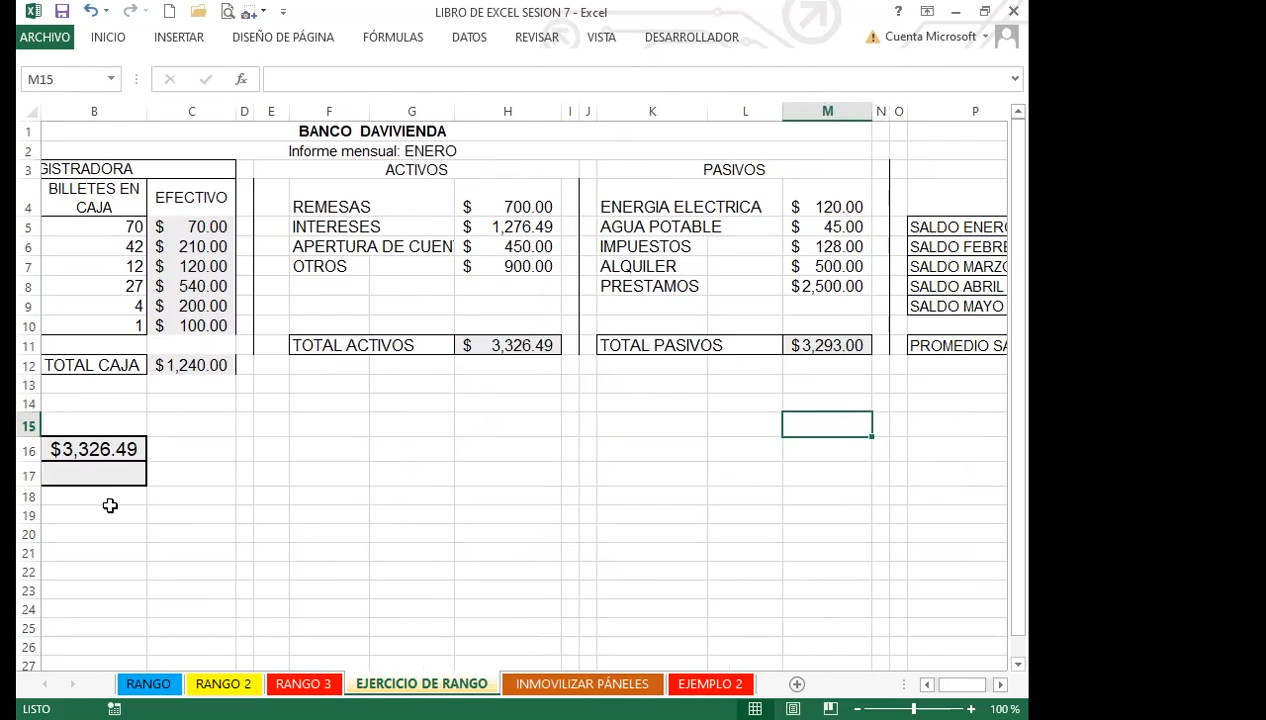 LIBRO DE EXCEL SESION 7 - Excel
?
ARCHIVO INICIO INSERTAR DISEÑO DE PÁGINA FÓRMULAS DATOS REVISAR VISTA DESARROLLADOR Cuenta Microsoft
M15 fx
B C D E F G H I J K L M N O P
1 BANCO DAVIVIENDA
2 Informe mensual: ENERO
3 GISTRADORA ACTIVOS PASIVOS
BILLETES EN
4 CAJA EFECTIVO REMESAS $ 700.00 ENERGIA ELECTRICA $ 120.00
5 70 $ 70.00 INTERESES 1,276.49 AGUA POTABLE $ 45.00 SALDO ENERO
6 42 $ 210.00 APERTURA DE CUEN $ 450.00 IMPUESTOS $ 128.00 SALDO FEBRE
7 12 $ 120.00 OTROS $ 900.00 ALQUILER $ 500.00 SALDO MARZO
8 27 $ 540.00 PRESTAMOS $2,500.00 SALDO ABRIL
9 4 $ 200.00 SALDO MAYO
10 1 $ 100.00
11 TOTAL ACTIVOS $ 3,326.49 TOTAL PASIVOS $3,293.00 PROMEDIO SA
12 TOTAL CAJA $1,240.00
13
14
15
16 $3,326.49
17
18
19
20
21
22
23
24
25
26
27
RANGO RANGO 2 RANGO 3 EJERCICIO DE RANGO INMOVILIZAR PÁNELES EJEMPLO 2
LISTO 100 %